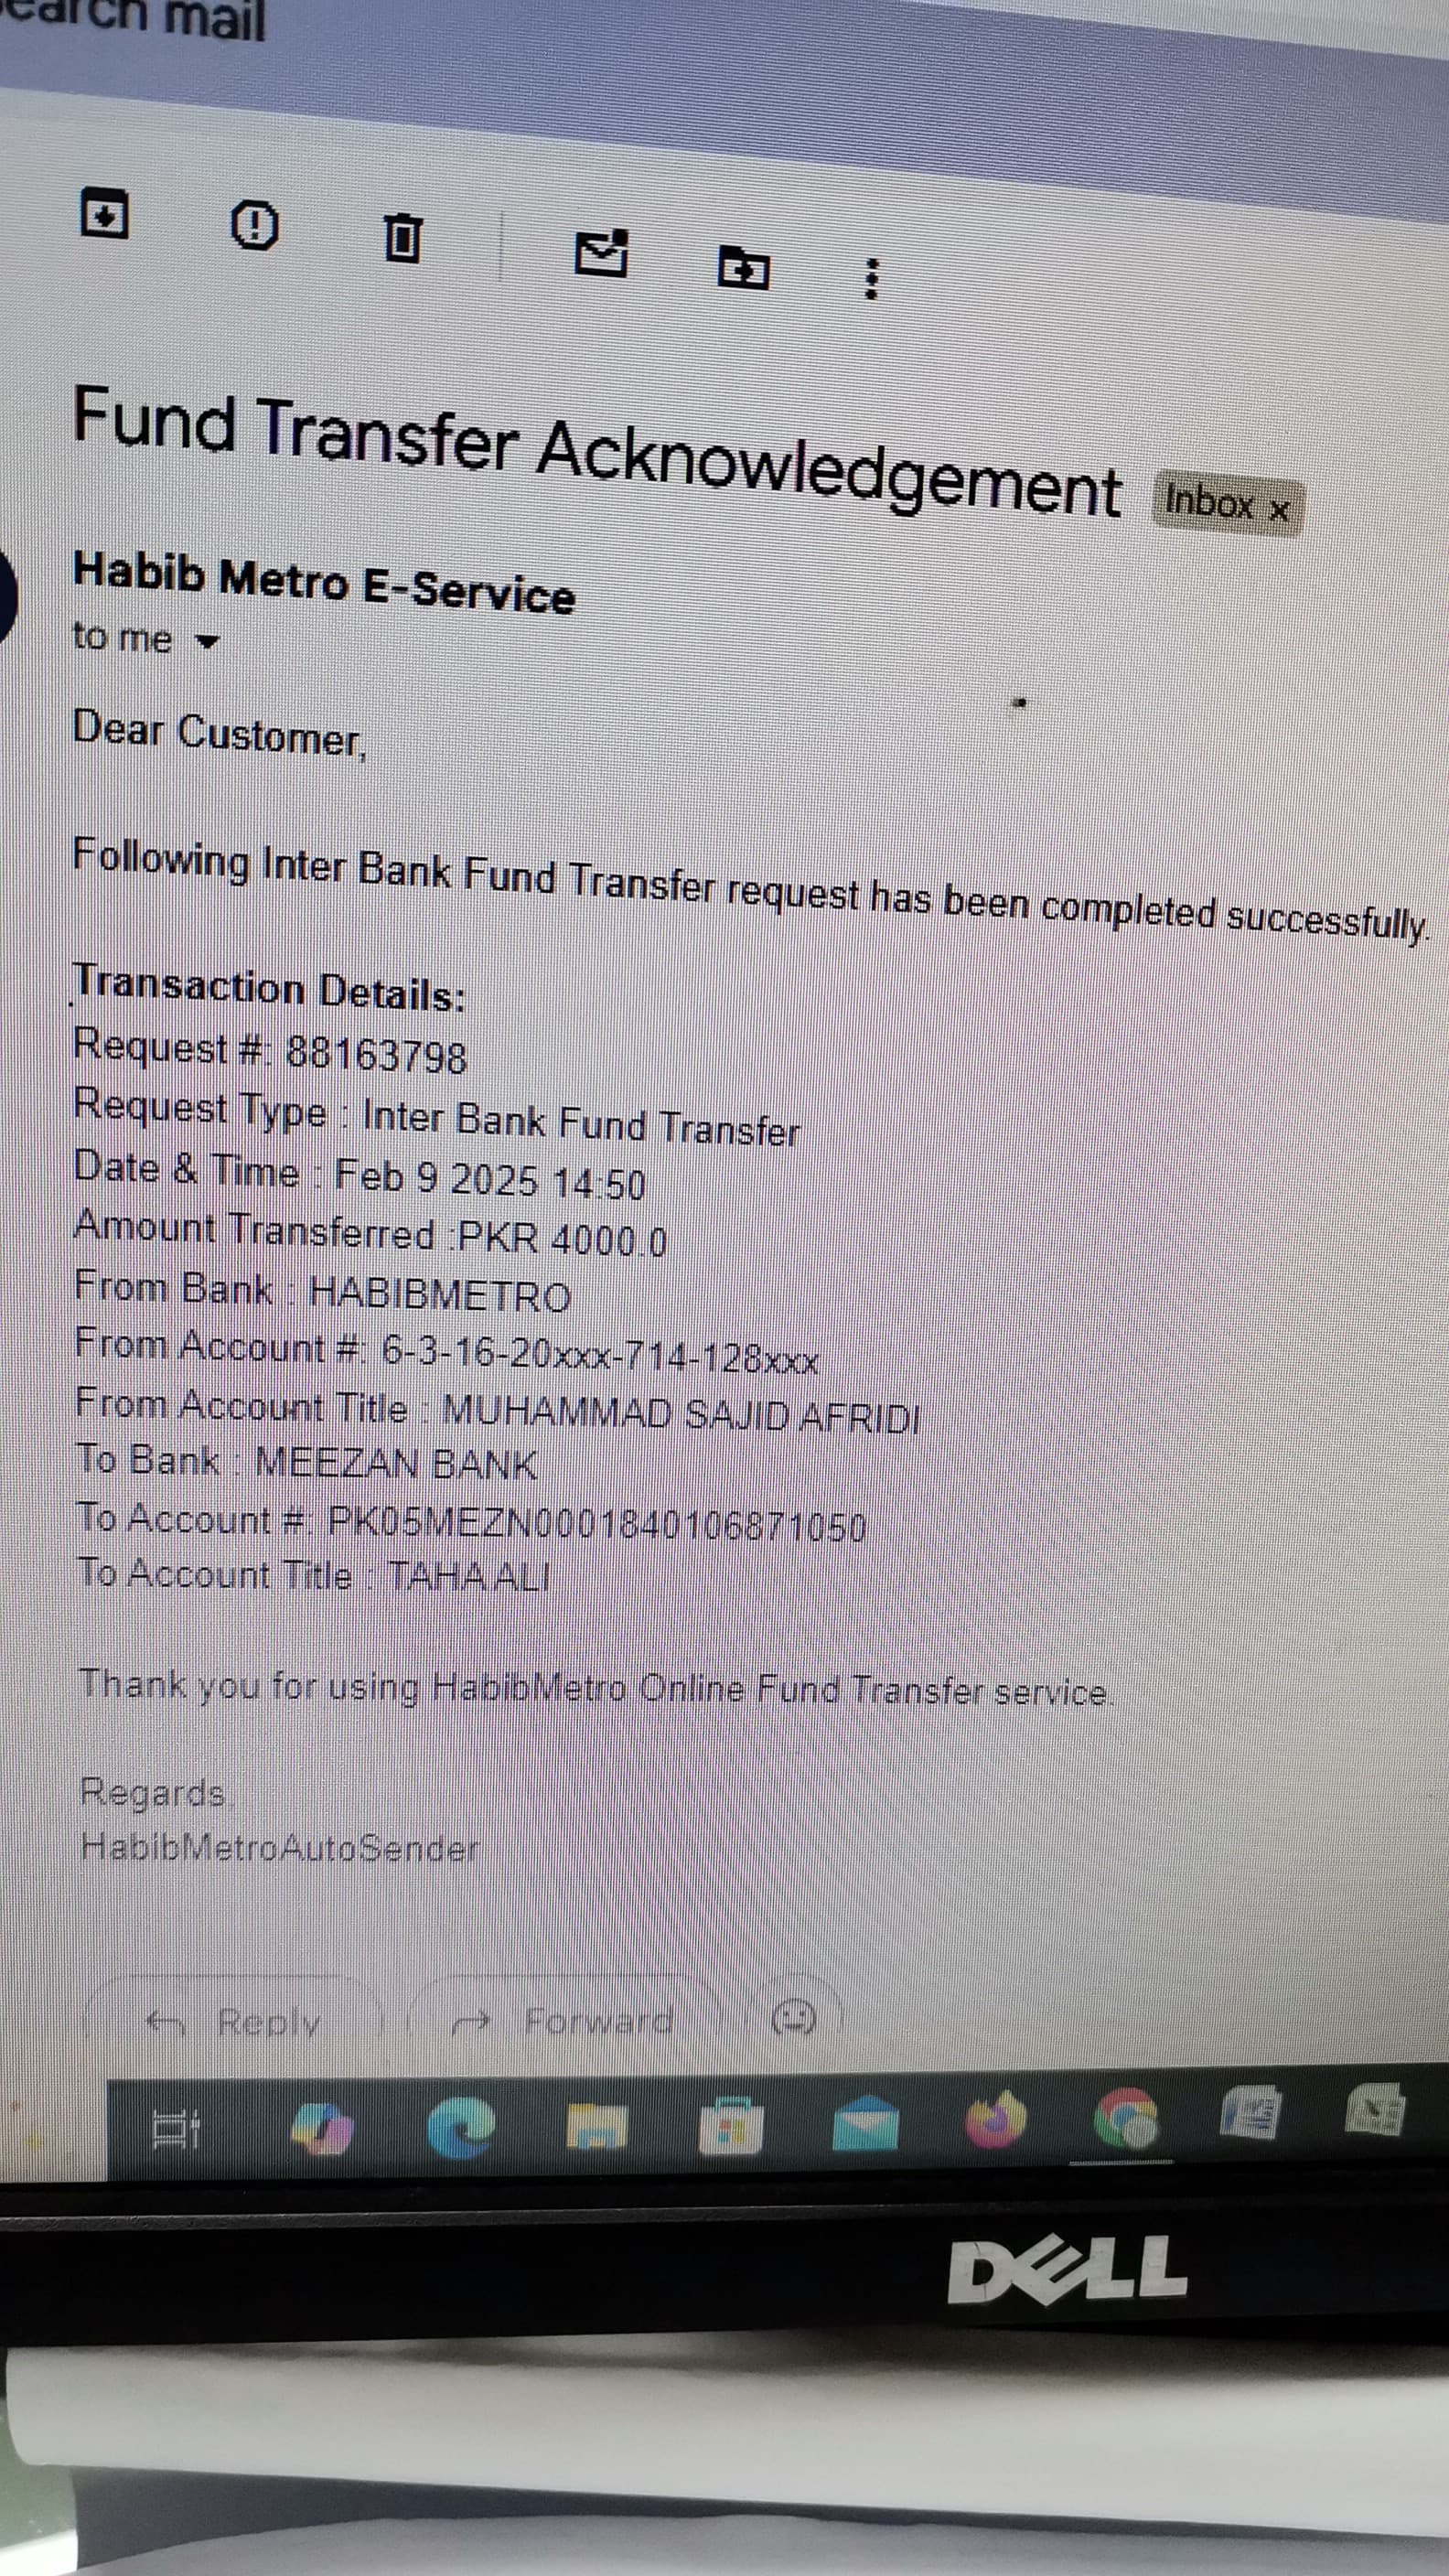 earch mail
Fund Transfer Acknowledgement Inbox x
Habib Metro E-Service
to me
Dear Customer,
Following Inter Bank Fund Transfer request has been completed successfully.
Transaction Details:
Request #: 88163798
Request Type : Inter Bank Fund Transfer
Date & Time : Feb 9 2025 14:50
Amount Transferred :PKR 4000.0
From Bank : HABIBMETRO
From Account #: 6-3-16-20xxx-714-128xxx
From Account Title : MUHAMMAD SAJID AFRIDI
To Bank : MEEZAN BANK
To Account #: PK05MEZN0001840106871050
To Account Title : TAHA ALI
Thank you for using HabibMetro Online Fund Transfer service.
Regards,
HabibMetroAutoSender
Reply Forward
DELL